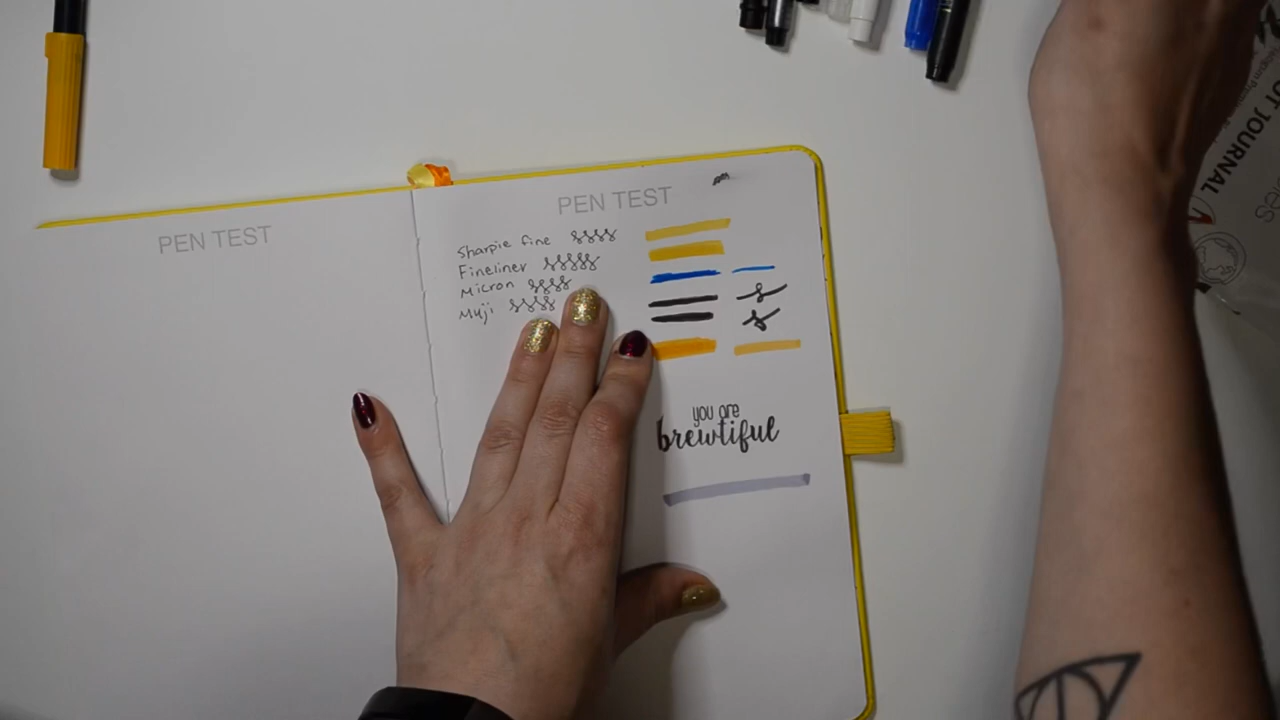 PEN TEST
PEN TEST
Sharpie fine
Fineliner
Micron
Muji
you are
brewtiful
JOURNAL